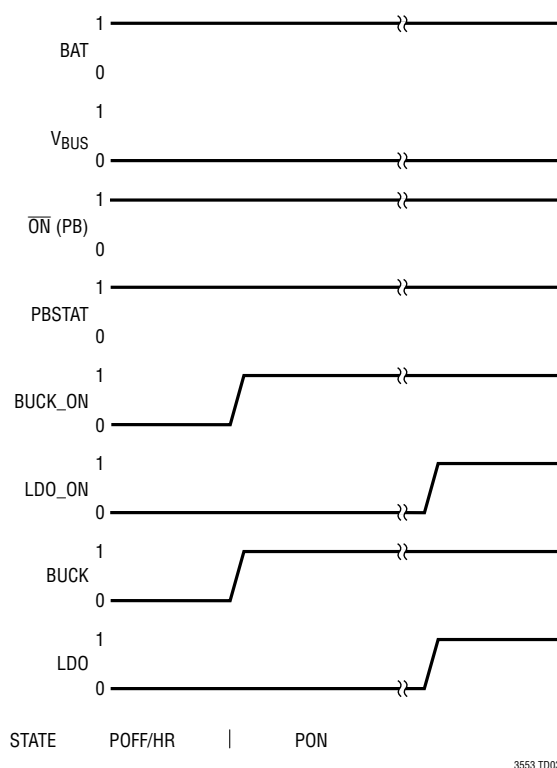 1
BAT
0
1
VBUS
0
1
ON (PB)
0
1
PBSTAT
0
1
BUCK_ON
0
1
LDO_ON
0
1
BUCK
0
1
LDO
0
STATE POFF/HR | PON